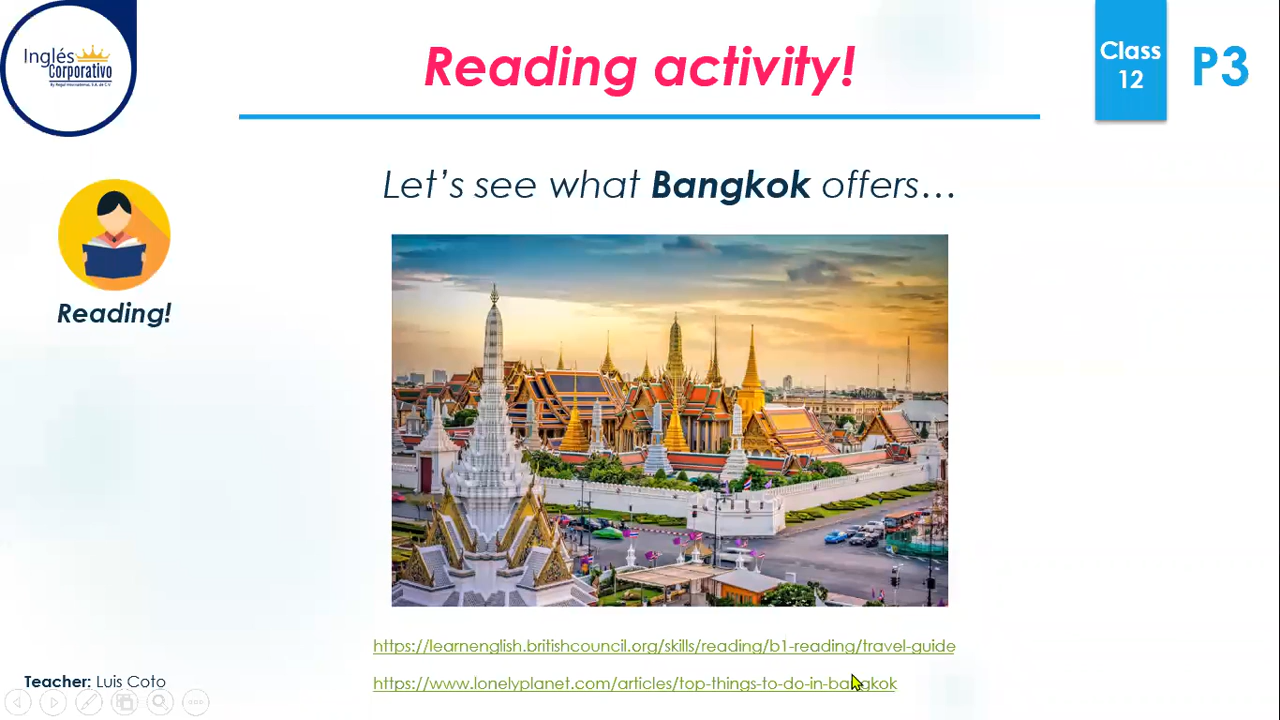 Inglés
Corporativo
Reading activity!
Class
12
P3
Let's see what Bangkok offers...
Reading!
https://learnenglish.britishcouncil.org/skills/reading/b1-reading/travel-guide
https://www.lonelyplanet.com/articles/top-things-to-do-in-bangkok
Teacher: Luis Coto